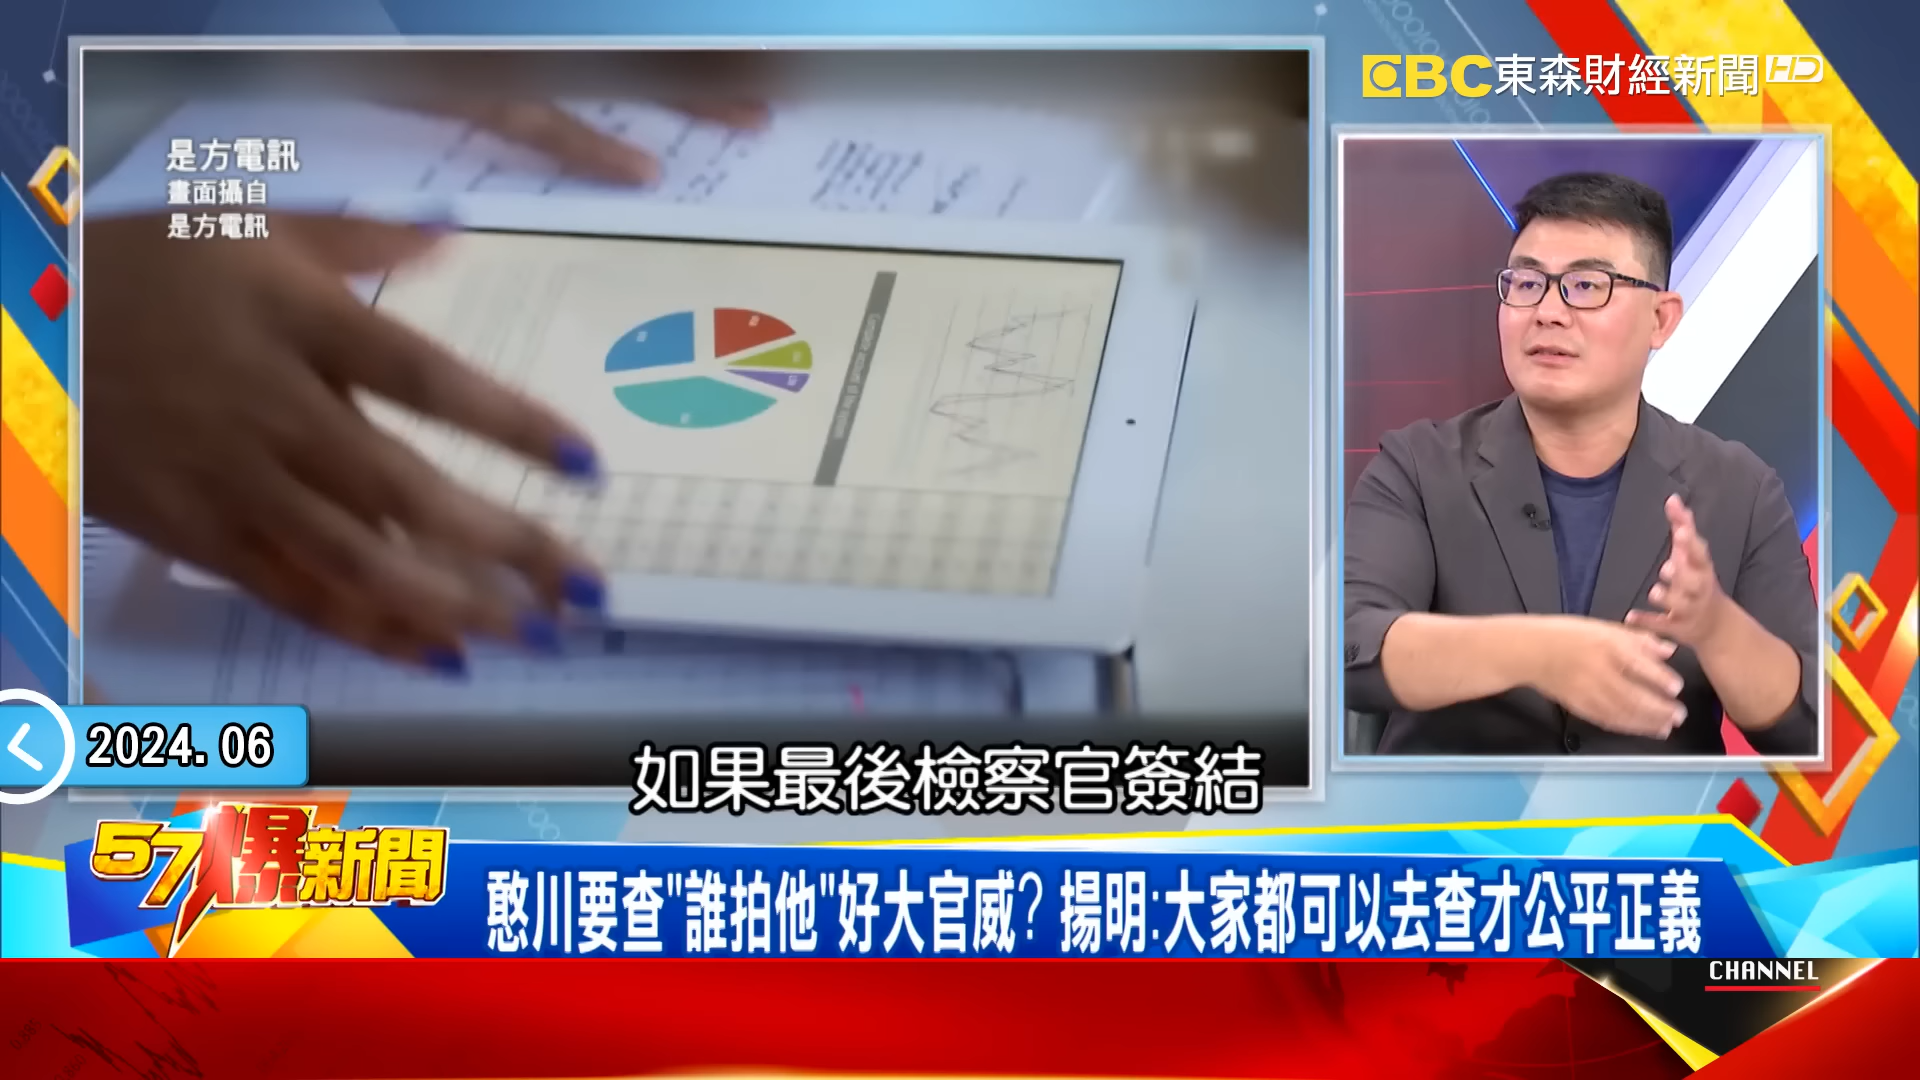 EBC東森財經新聞HD
是方電訊
畫面攝自
是方電訊
2024.06
如果最後檢察官簽結
57爆新聞
憨川要查"誰拍他"好大官威? 揚明:大家都可以去查才公平正義
CHANNEL